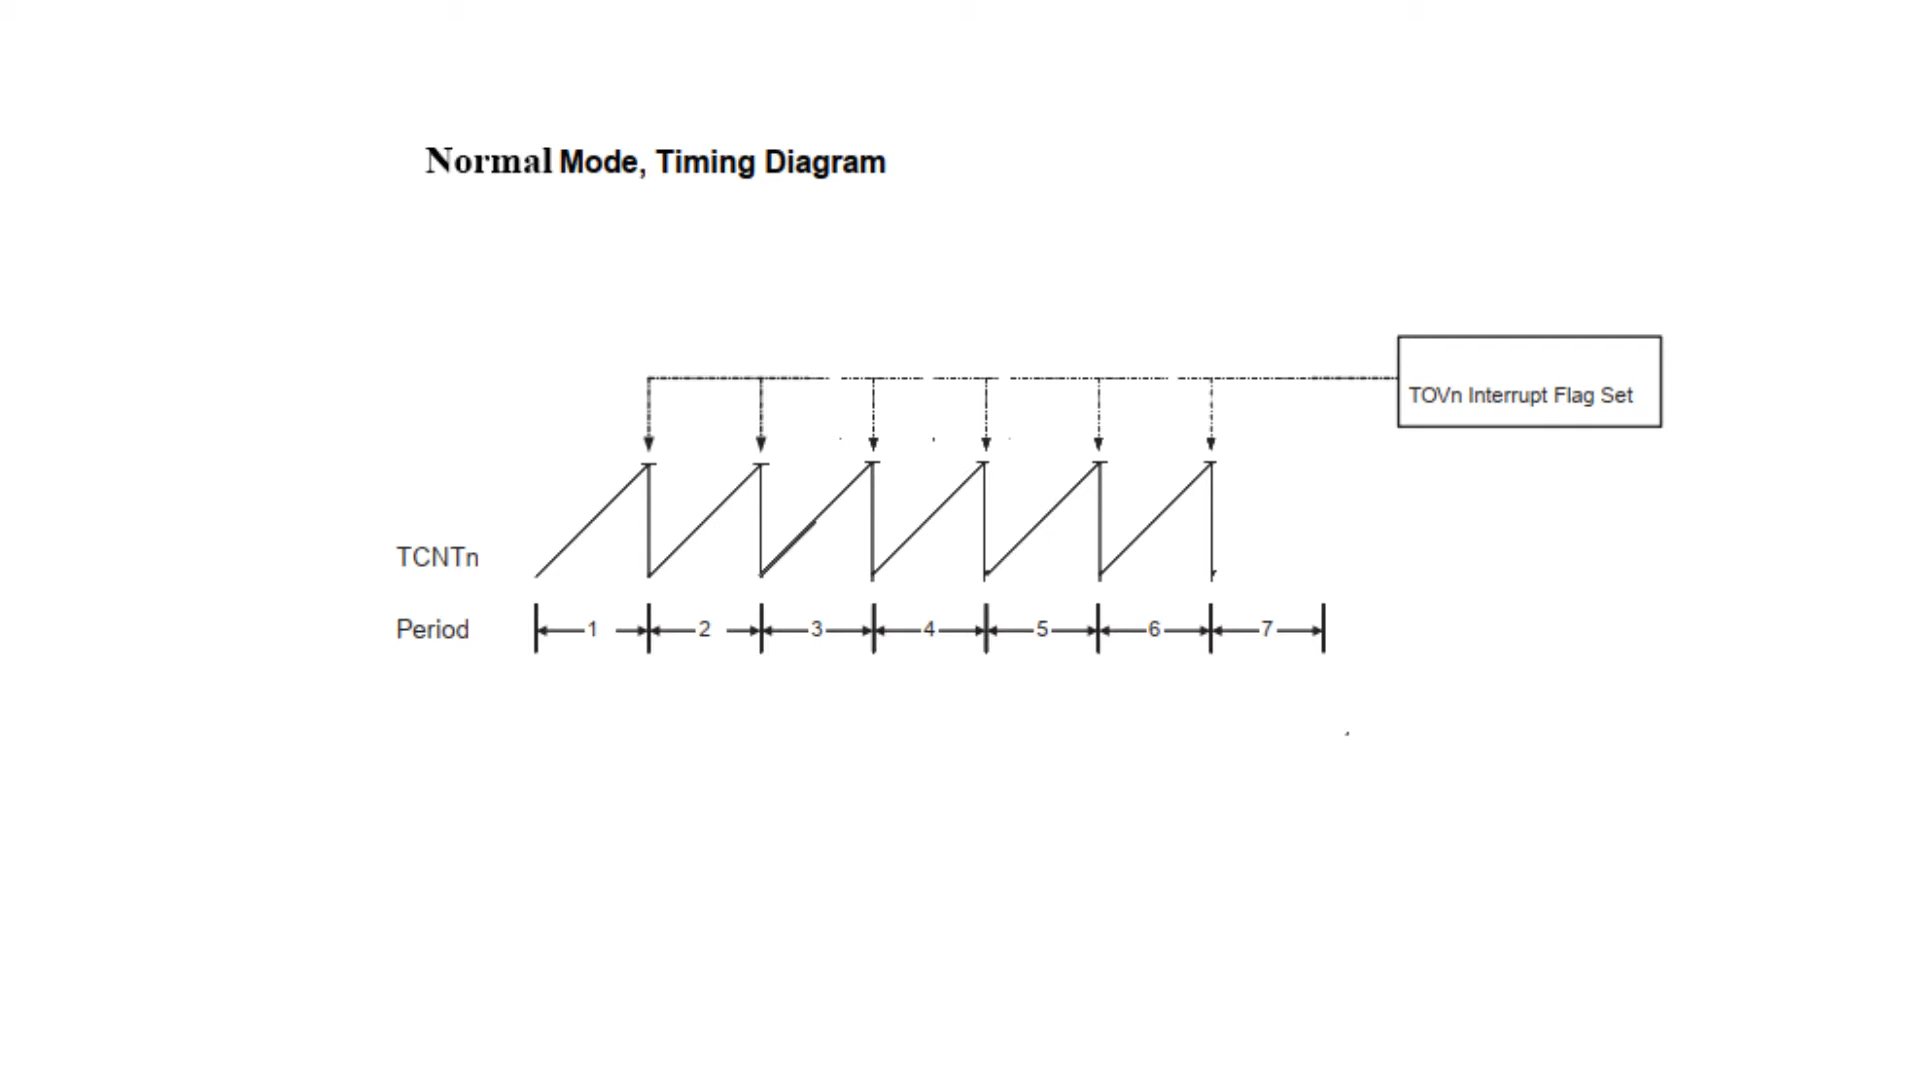 Normal Mode, Timing Diagram
TOVn Interrupt Flag Set
TCNTn
Period 1 2 3 4 5 6 7